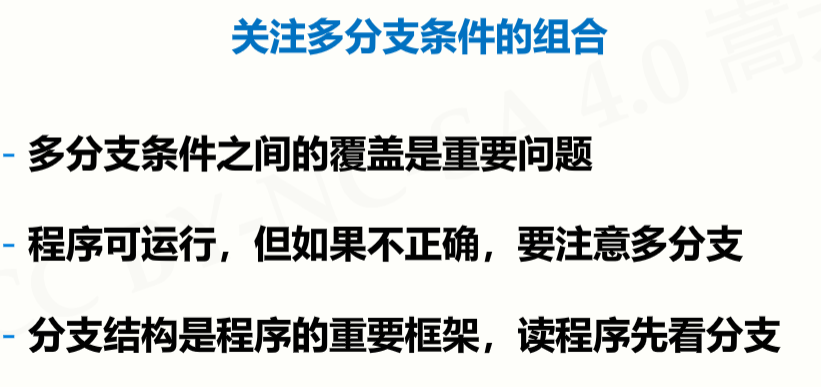 关注多分支条件的组合
- 多分支条件之间的覆盖是重要问题
- 程序可运行，但如果不正确，要注意多分支
- 分支结构是程序的重要框架，读程序先看分支
CC BY-NC-SA 4.0 嵩天